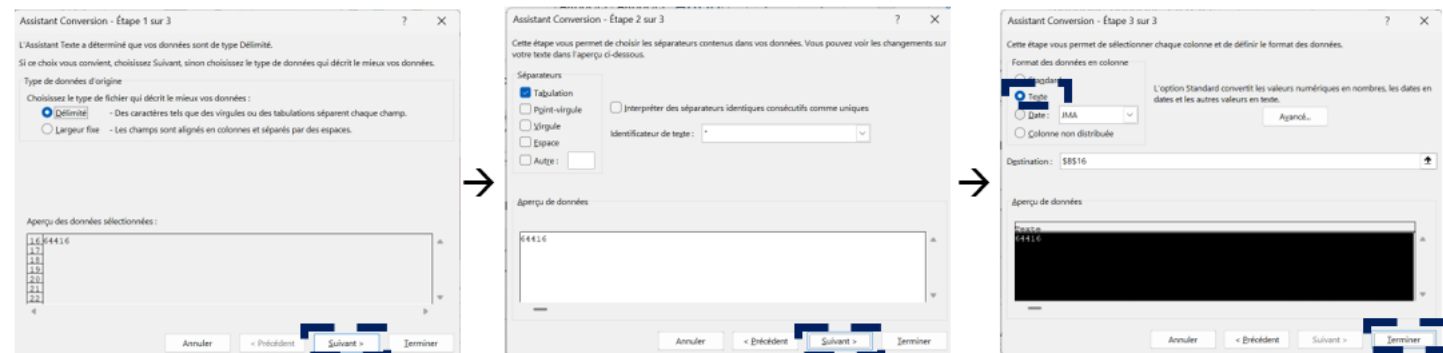 Assistant Conversion - Étape 1 sur 3
? ×
L'Assistant Texte a déterminé que vos données sont de type Délimité.
Si ce choix vous convient, choisissez Suivant, sinon choisissez le type de données qui décrit le mieux vos données.
Type de données d'origine
Choisissez le type de fichier qui décrit le mieux vos données :
Délimité - Des caractères tels que des virgules ou des tabulations séparent chaque champ.
Largeur fixe - Les champs sont alignés en colonnes et séparés par des espaces.
Aperçu des données sélectionnées :
16 64416
17
18
19
20
21
22
Annuler < Précédent Suivant > Terminer
→
Assistant Conversion - Étape 2 sur 3
? ×
Cette étape vous permet de choisir les séparateurs contenus dans vos données. Vous pouvez voir les changements sur
votre texte dans l'aperçu ci-dessous.
Séparateurs
Tabulation
Point-virgule
Virgule
Espace
Autre :
Interpréter des séparateurs identiques consécutifs comme uniques
Identificateur de texte : "
Aperçu de données
64416
Annuler < Précédent Suivant > Terminer
→
Assistant Conversion - Étape 3 sur 3
? ×
Cette étape vous permet de sélectionner chaque colonne et de définir le format des données.
Format des données en colonne
Standard
Texte
Date : JMA
Colonne non distribuée
L'option Standard convertit les valeurs numériques en nombres, les dates en
dates et les autres valeurs en texte.
Avancé...
Destination : $B$16
Aperçu de données
Texte
64416
Annuler < Précédent Suivant > Terminer